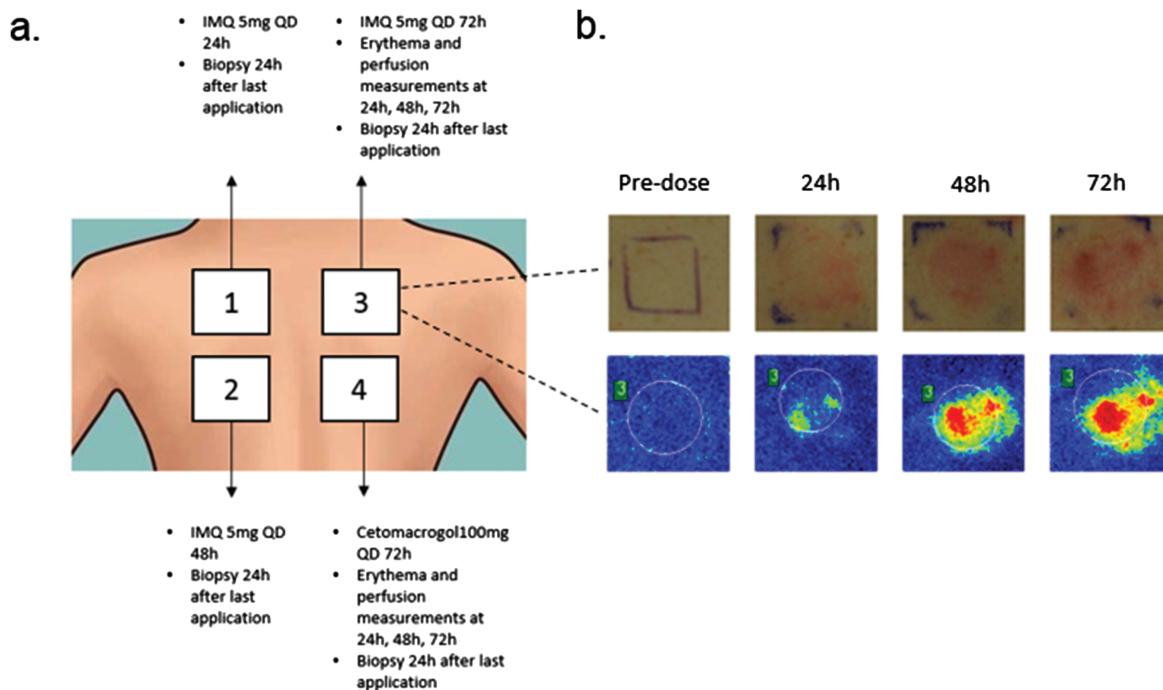 a.
• IMQ 5mg QD
24h
• Biopsy 24h
after last
application
• IMQ 5mg QD 72h
• Erythema and
perfusion
measurements at
24h, 48h, 72h
• Biopsy 24h after last
application
1
3
2
4
• IMQ 5mg QD
48h
• Biopsy 24h
after last
application
• Cetomacrogol100mg
QD 72h
• Erythema and
perfusion
measurements at
24h, 48h, 72h
• Biopsy 24h after last
application
b.
Pre-dose 24h 48h 72h
3 3 3 3